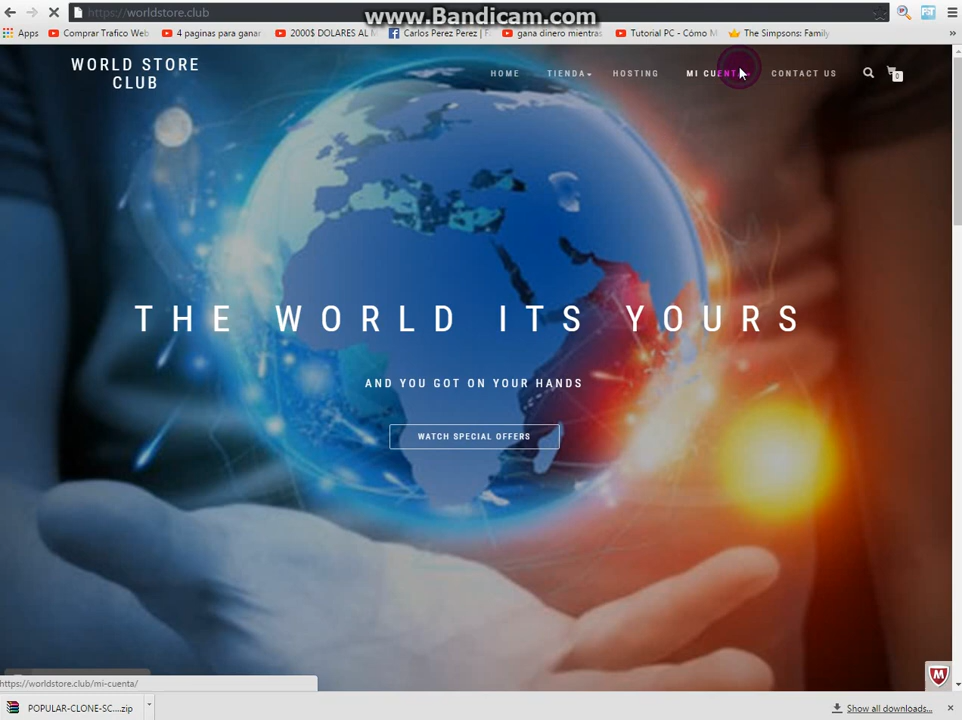 www.Bandicam.com
https://worldstore.club
Apps Comprar Trafico Web 4 paginas para ganar 2000$ DOLARES AL M Carlos Perez Perez | F gana dinero mientras Tutorial PC - Cómo M The Simpsons: Family
WORLD STORE
CLUB
HOME TIENDA HOSTING MI CUENTA CONTACT US 0
THE WORLD ITS YOURS
AND YOU GOT ON YOUR HANDS
WATCH SPECIAL OFFERS
https://worldstore.club/mi-cuenta/
POPULAR-CLONE-SC....zip Show all downloads...